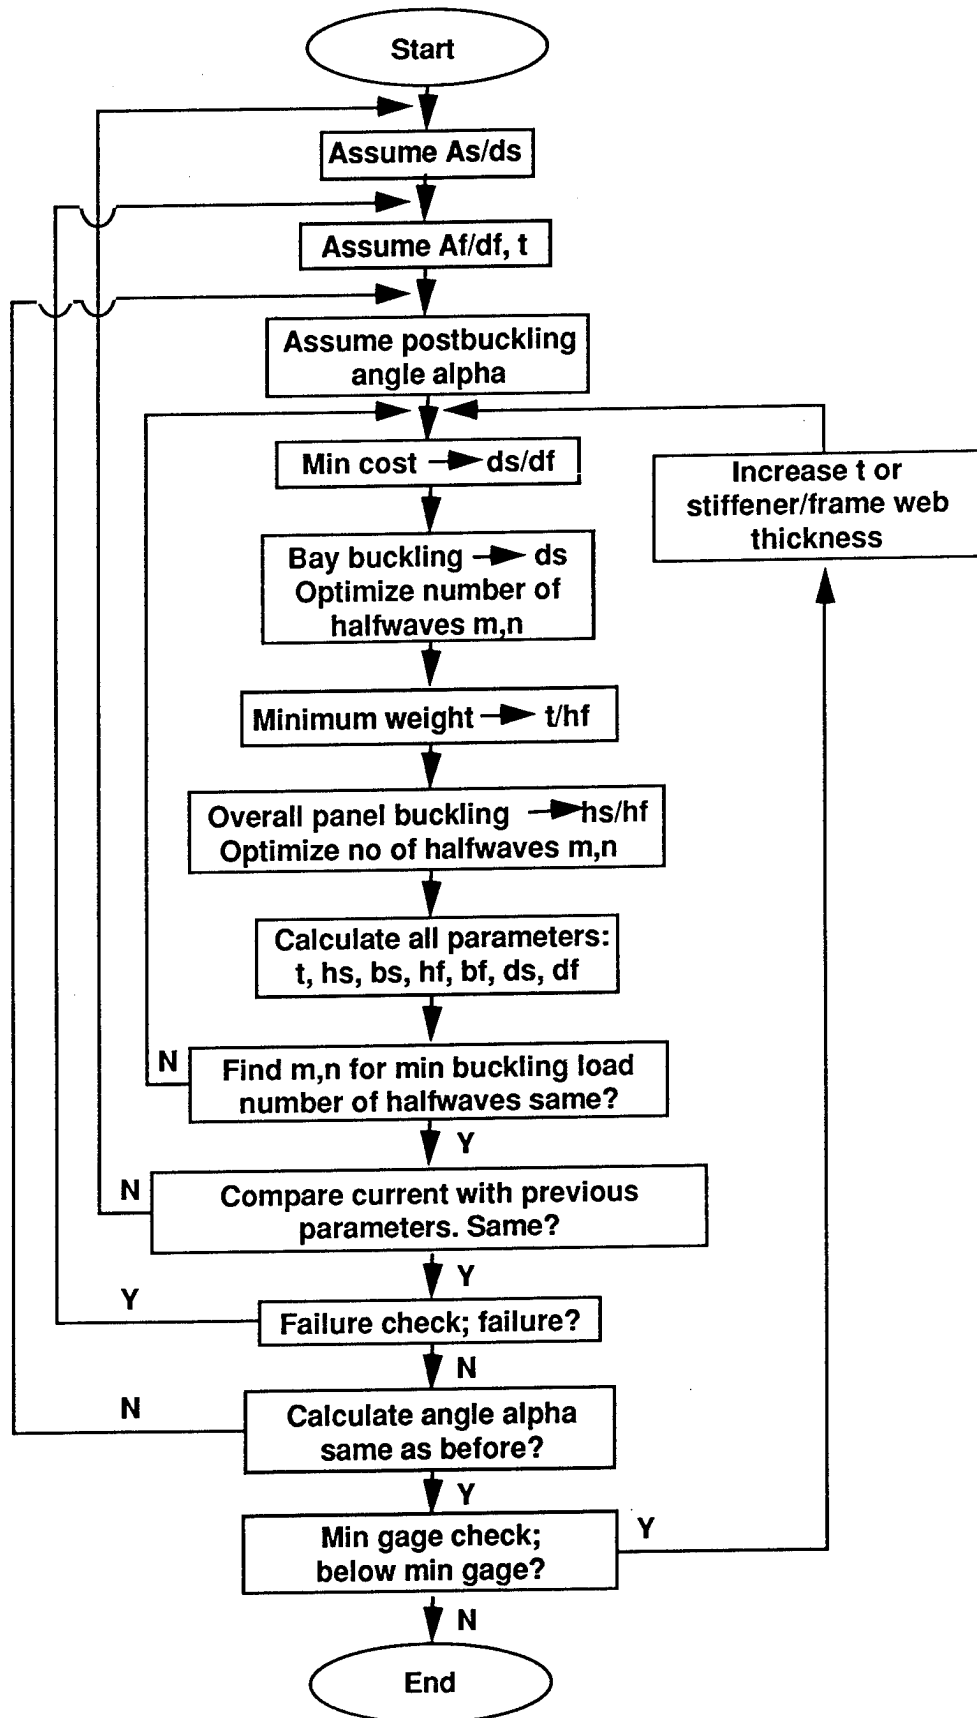 Start
Assume As/ds
Assume Af/df, t
Assume postbuckling
angle alpha
Min cost → ds/df
Increase t or
stiffener/frame web
thickness
Bay buckling → ds
Optimize number of
halfwaves m,n
Minimum weight → t/hf
Overall panel buckling → hs/hf
Optimize no of halfwaves m,n
Calculate all parameters:
t, hs, bs, hf, bf, ds, df
N
Find m,n for min buckling load
number of halfwaves same?
Y
N
Compare current with previous
parameters. Same?
Y
Y
Failure check; failure?
N
N
Calculate angle alpha
same as before?
Y
Min gage check;
below min gage?
Y
N
End